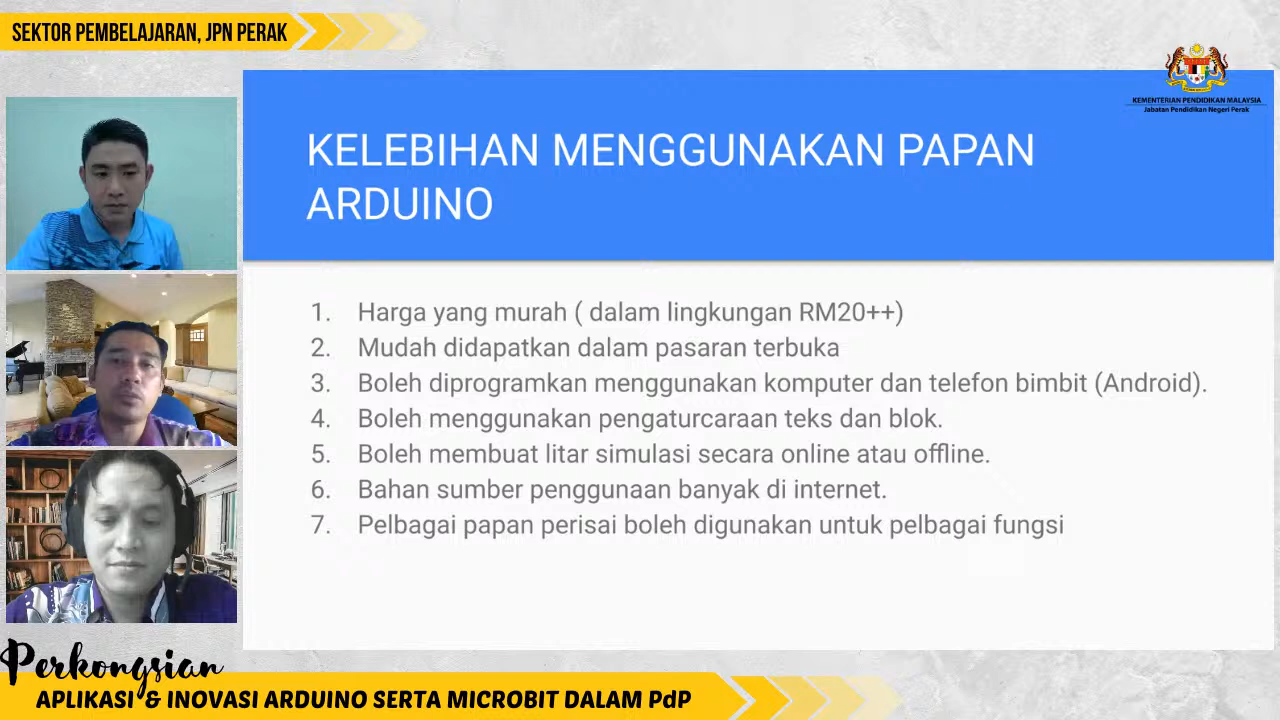 SEKTOR PEMBELAJARAN, JPN PERAK
KEMENTERIAN PENDIDIKAN MALAYSIA
Jabatan Pendidikan Negeri Perak
KELEBIHAN MENGGUNAKAN PAPAN
ARDUINO
1. Harga yang murah ( dalam lingkungan RM20++)
2. Mudah didapatkan dalam pasaran terbuka
3. Boleh diprogramkan menggunakan komputer dan telefon bimbit (Android).
4. Boleh menggunakan pengaturcaraan teks dan blok.
5. Boleh membuat litar simulasi secara online atau offline.
6. Bahan sumber penggunaan banyak di internet.
7. Pelbagai papan perisai boleh digunakan untuk pelbagai fungsi
Perkongsian
APLIKASI & INOVASI ARDUINO SERTA MICROBIT DALAM PdP